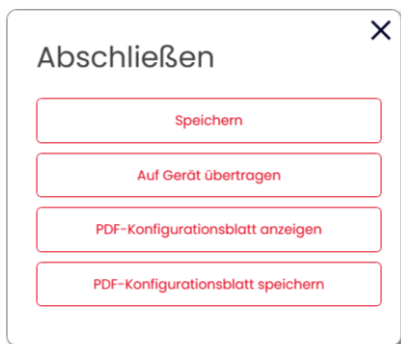 Abschließen
Speichern
Auf Gerät übertragen
PDF-Konfigurationsblatt anzeigen
PDF-Konfigurationsblatt speichern